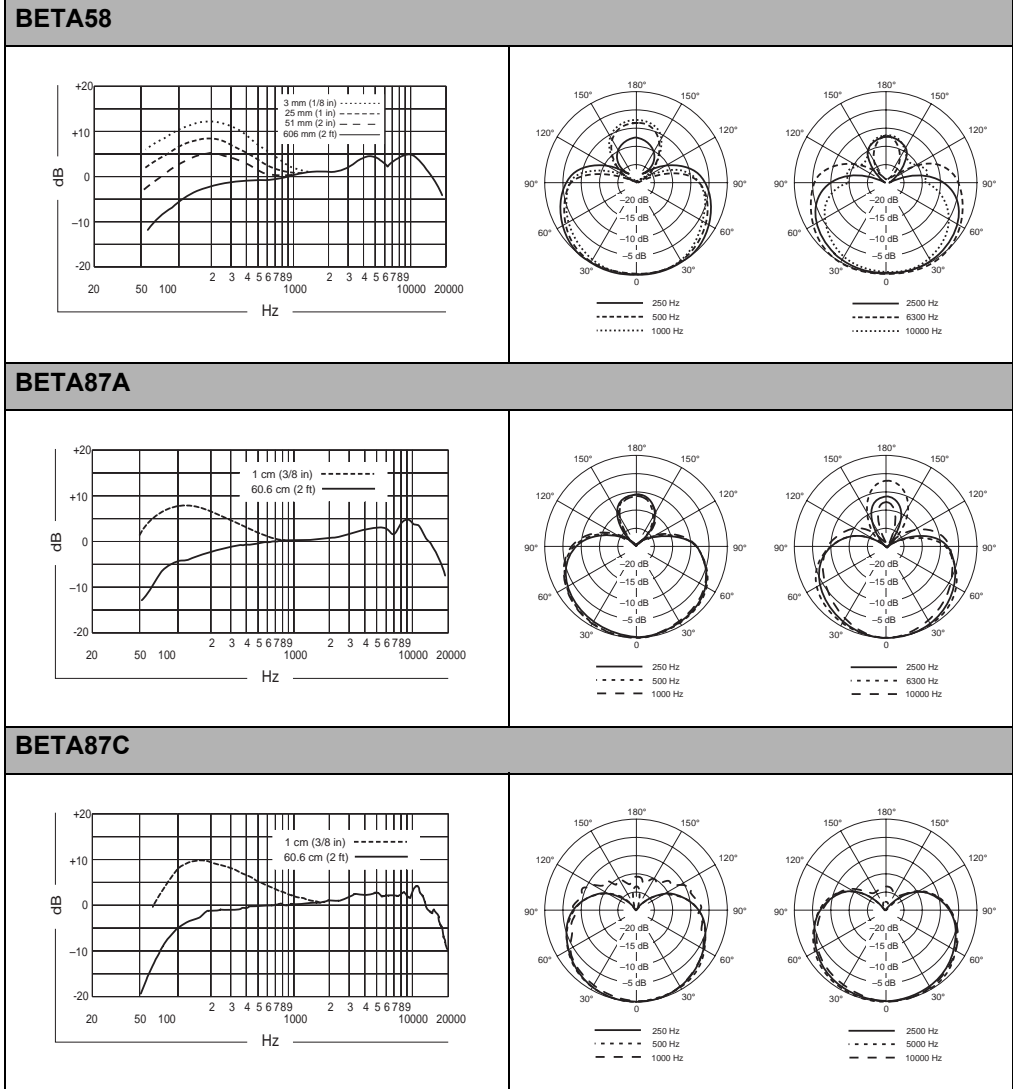 BETA58
+20
+10
0
–10
-20
dB
3 mm (1/8 in)
25 mm (1 in)
51 mm (2 in)
606 mm (2 ft)
2 3 4 5 6 7 8 9 2 3 4 5 6 7 8 9
20 50 100 1000 10000 20000
Hz
180°
150° 150°
120° 120°
90° 90°
60° 60°
30° 30°
0
–20 dB
–15 dB
–10 dB
–5 dB
250 Hz
500 Hz
1000 Hz
180°
150° 150°
120° 120°
90° 90°
60° 60°
30° 30°
0
–20 dB
–15 dB
–10 dB
–5 dB
2500 Hz
6300 Hz
10000 Hz
BETA87A
+20
+10
0
–10
-20
dB
1 cm (3/8 in)
60.6 cm (2 ft)
2 3 4 5 6 7 8 9 2 3 4 5 6 7 8 9
20 50 100 1000 10000 20000
Hz
180°
150° 150°
120° 120°
90° 90°
60° 60°
30° 30°
0
–20 dB
–15 dB
–10 dB
–5 dB
250 Hz
500 Hz
1000 Hz
180°
150° 150°
120° 120°
90° 90°
60° 60°
30° 30°
0
–20 dB
–15 dB
–10 dB
–5 dB
2500 Hz
6300 Hz
10000 Hz
BETA87C
+20
+10
0
–10
-20
dB
1 cm (3/8 in)
60.6 cm (2 ft)
2 3 4 5 6 7 8 9 2 3 4 5 6 7 8 9
20 50 100 1000 10000 20000
Hz
180°
150° 150°
120° 120°
90° 90°
60° 60°
30° 30°
0
–20 dB
–15 dB
–10 dB
–5 dB
250 Hz
500 Hz
1000 Hz
180°
150° 150°
120° 120°
90° 90°
60° 60°
30° 30°
0
–20 dB
–15 dB
–10 dB
–5 dB
2500 Hz
5000 Hz
10000 Hz